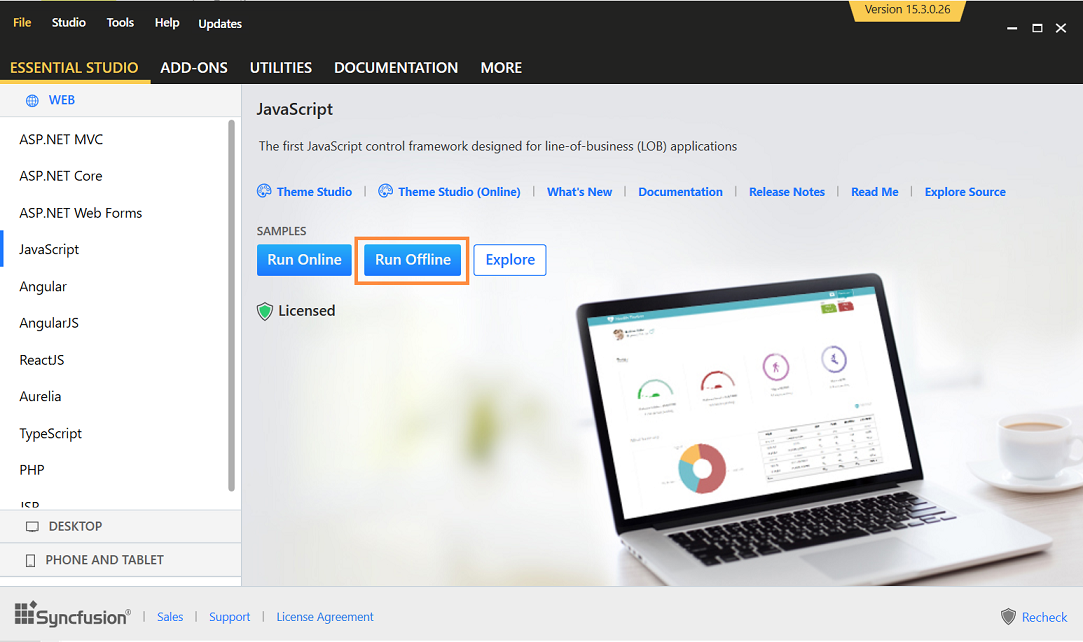 File Studio Tools Help Updates
Version 15.3.0.26
ESSENTIAL STUDIO ADD-ONS UTILITIES DOCUMENTATION MORE
WEB
ASP.NET MVC
ASP.NET Core
ASP.NET Web Forms
JavaScript
Angular
AngularJS
ReactJS
Aurelia
TypeScript
PHP
JSP
DESKTOP
PHONE AND TABLET
JavaScript
The first JavaScript control framework designed for line-of-business (LOB) applications
Theme Studio | Theme Studio (Online) | What's New | Documentation | Release Notes | Read Me | Explore Source
SAMPLES
Run Online Run Offline Explore
Licensed
Syncfusion® | Sales | Support | License Agreement
Recheck